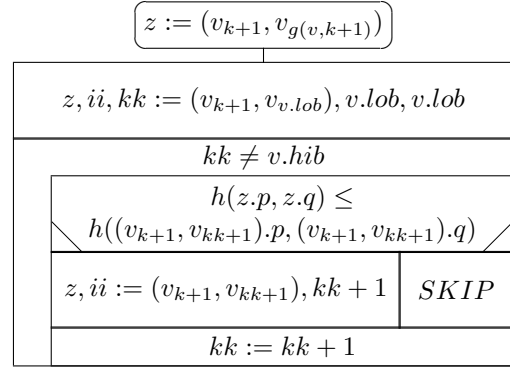 z := (v_{k+1}, v_{g(v,k+1)})
z, ii, kk := (v_{k+1}, v_{v.lob}), v.lob, v.lob
kk ≠ v.hib
h(z.p, z.q) ≤
h((v_{k+1}, v_{kk+1}).p, (v_{k+1}, v_{kk+1}).q)
z, ii := (v_{k+1}, v_{kk+1}), kk + 1
SKIP
kk := kk + 1